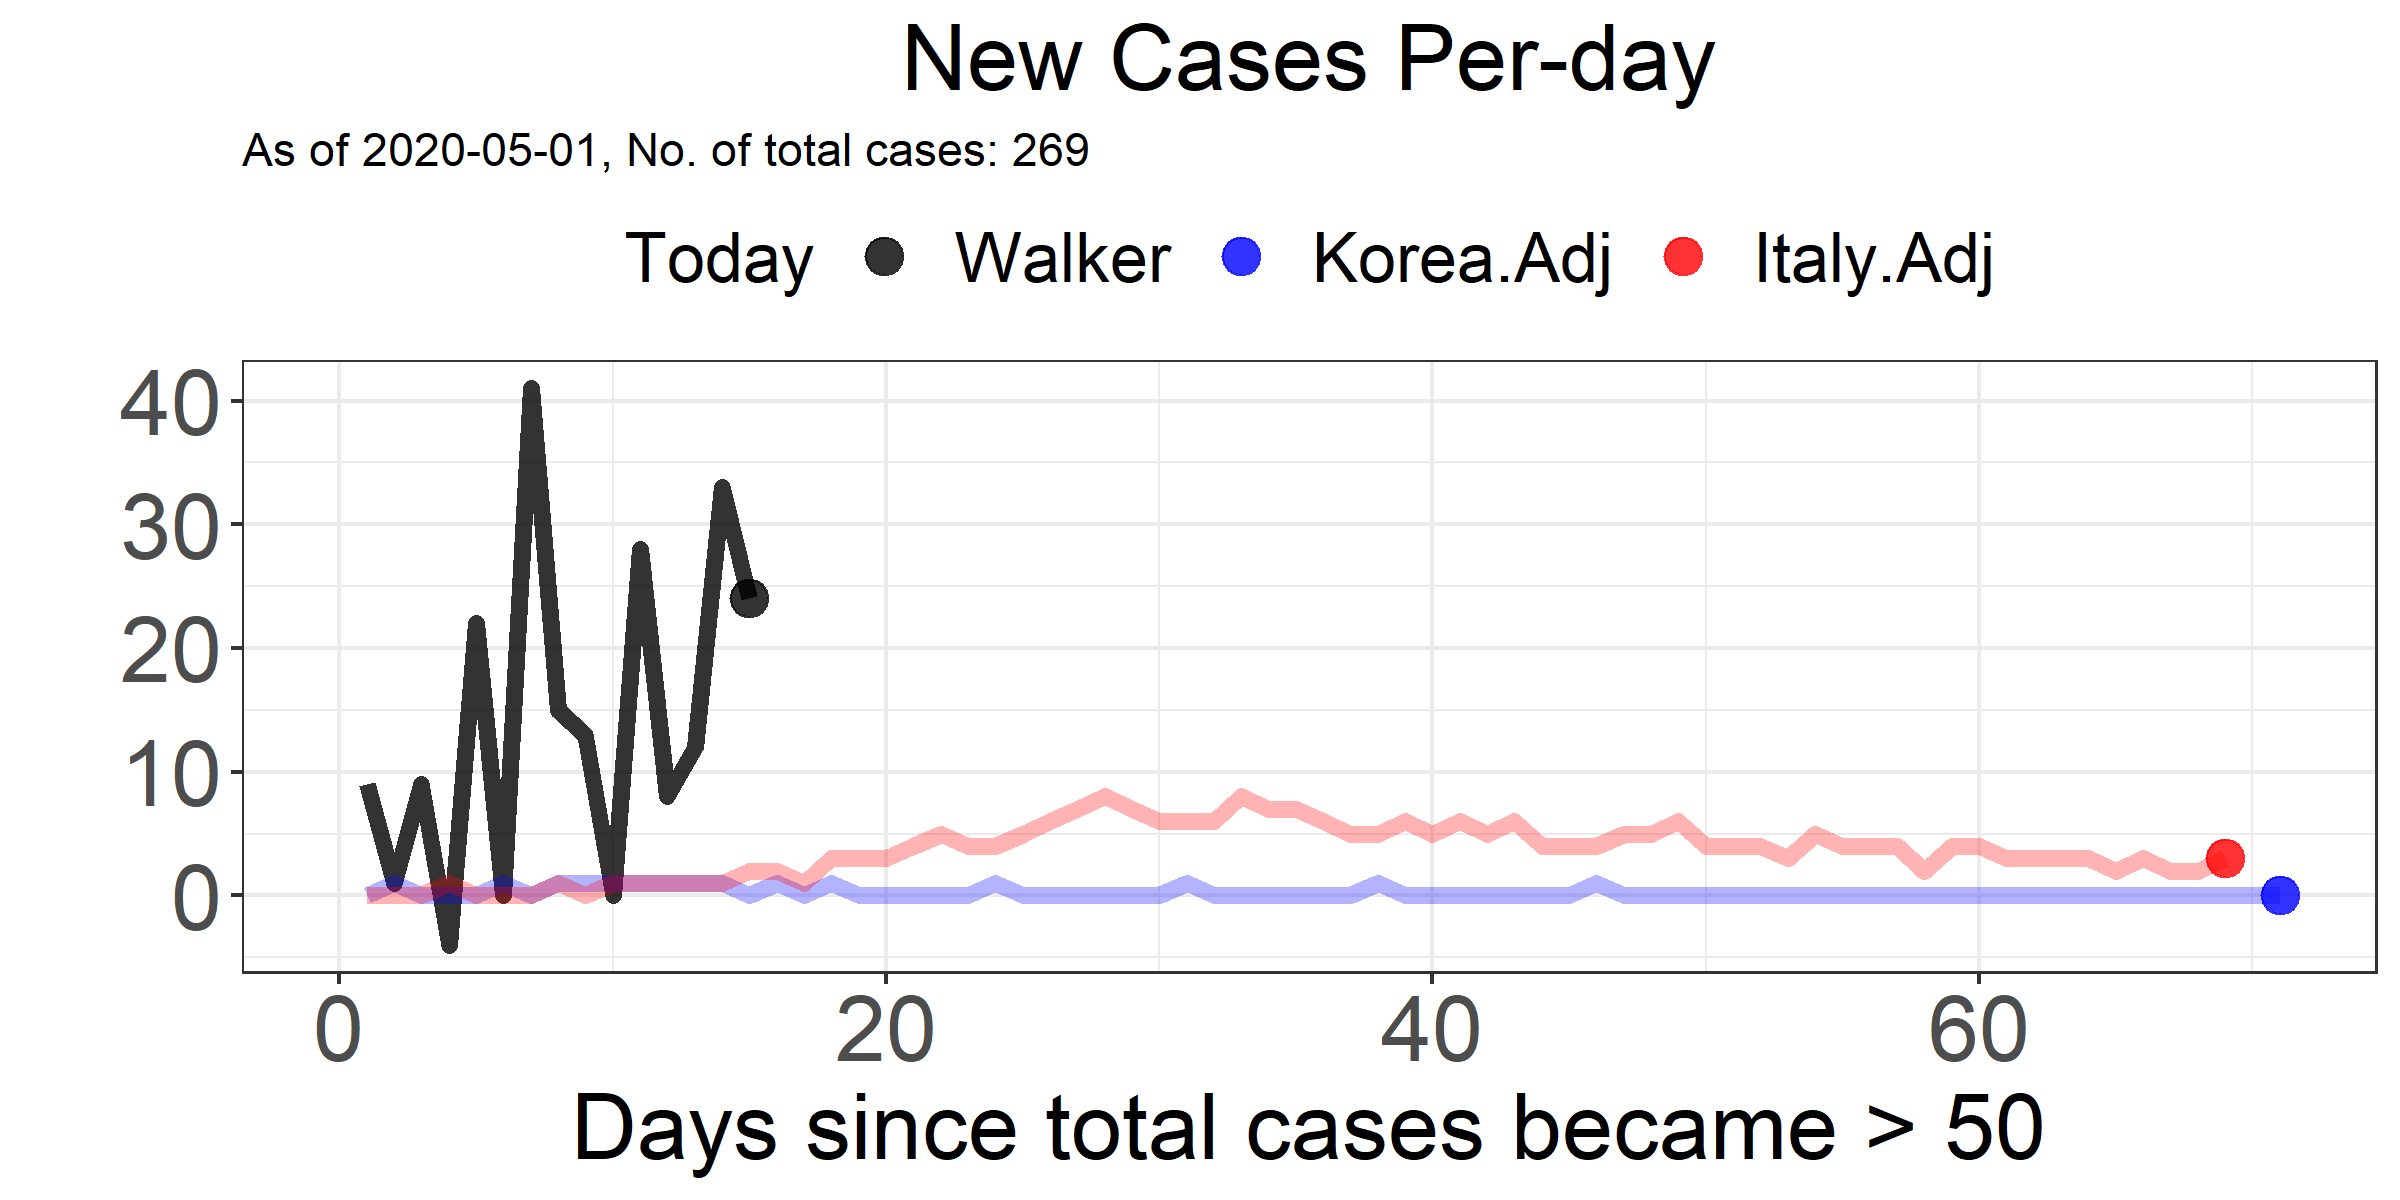 New Cases Per-day
As of 2020-05-01, No. of total cases: 269
Today Walker Korea.Adj Italy.Adj
40
30
20
10
0
0 20 40 60
Days since total cases became > 50